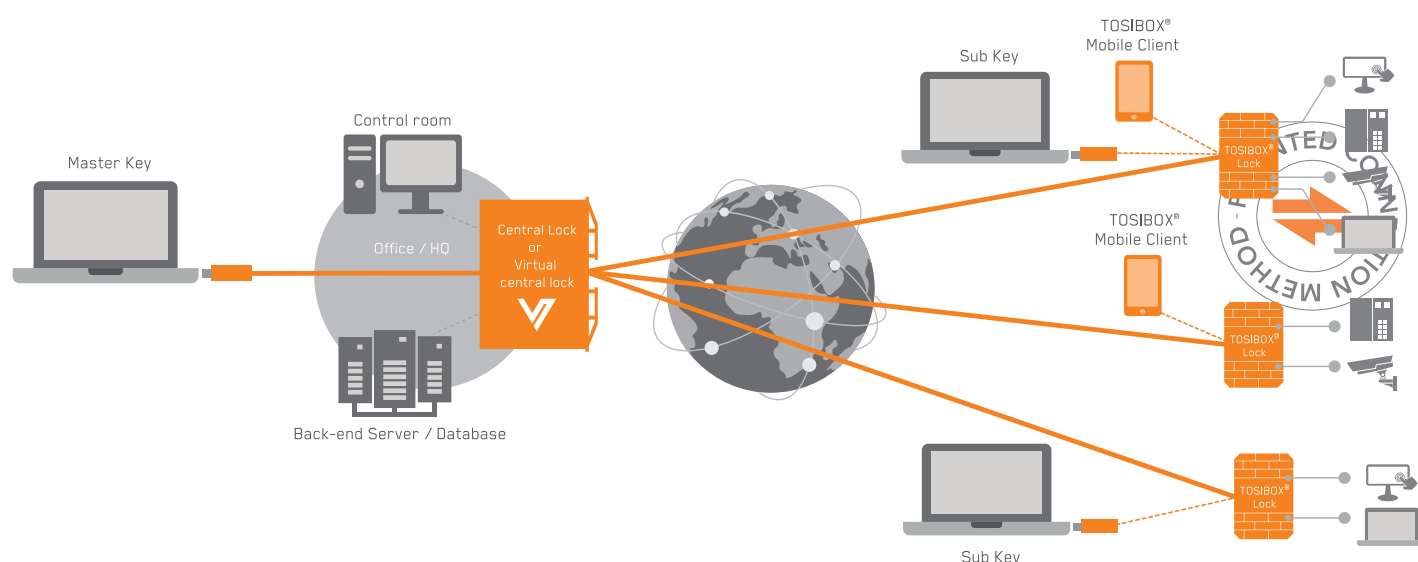 Master Key
Control room
Office / HQ
Central Lock
or
Virtual
central lock
Back-end Server / Database
Sub Key
TOSIBOX®
Mobile Client
TOSIBOX®
Lock
TOSIBOX®
Mobile Client
TOSIBOX®
Lock
Sub Key
TOSIBOX®
Lock
METHOD -